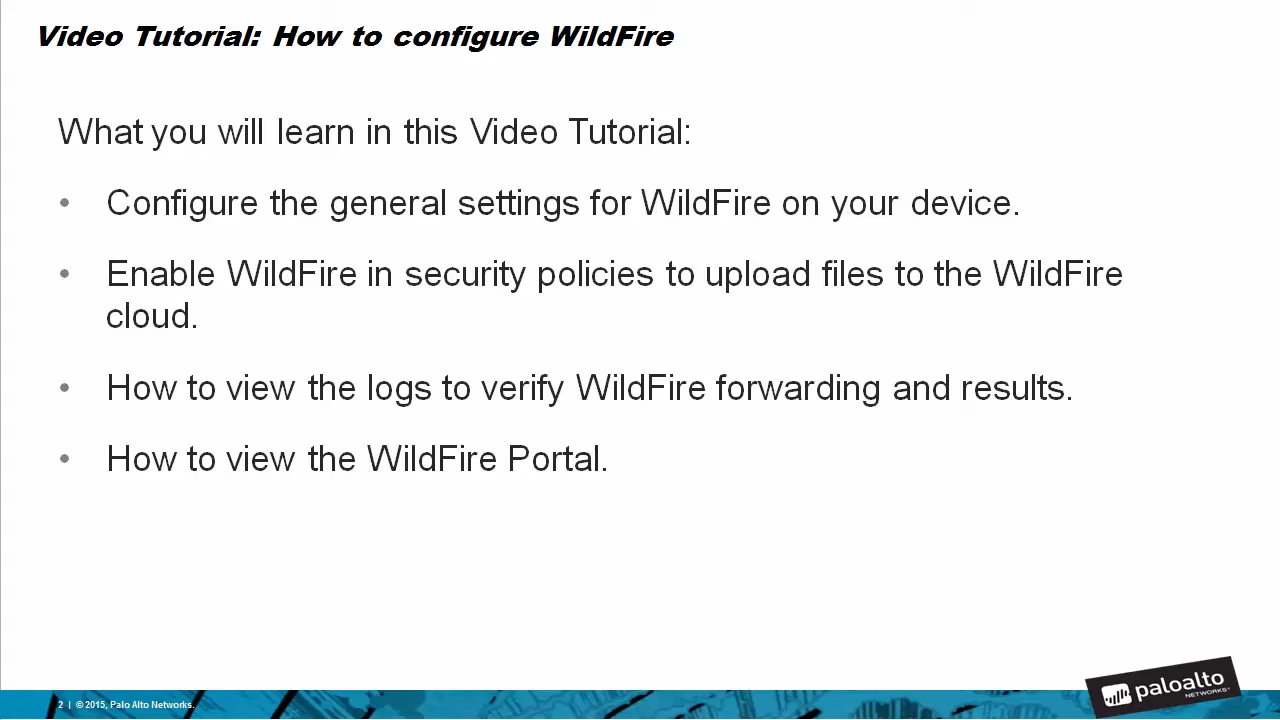 Video Tutorial: How to configure WildFire
What you will learn in this Video Tutorial:
• Configure the general settings for WildFire on your device.
• Enable WildFire in security policies to upload files to the WildFire
cloud.
• How to view the logs to verify WildFire forwarding and results.
• How to view the WildFire Portal.
2 | © 2015, Palo Alto Networks.
paloalto
NETWORKS®